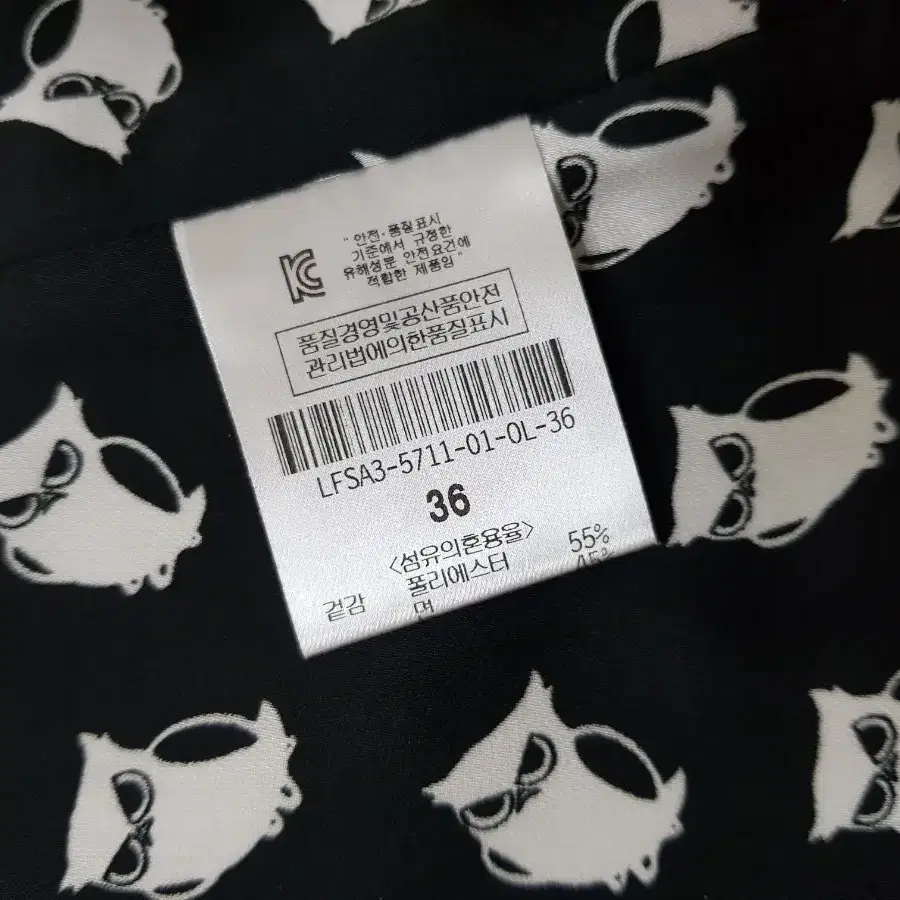 " 안전·품질표시
기준에서 규정한
유해성분 안전요건에
적합한 제품임 "
품질경영및공산품안전
관리법에의한품질표시
LFSA3-5711-01-0L-36
36
<섬유의혼용율>
겉감 폴리에스터 55%
면 45%